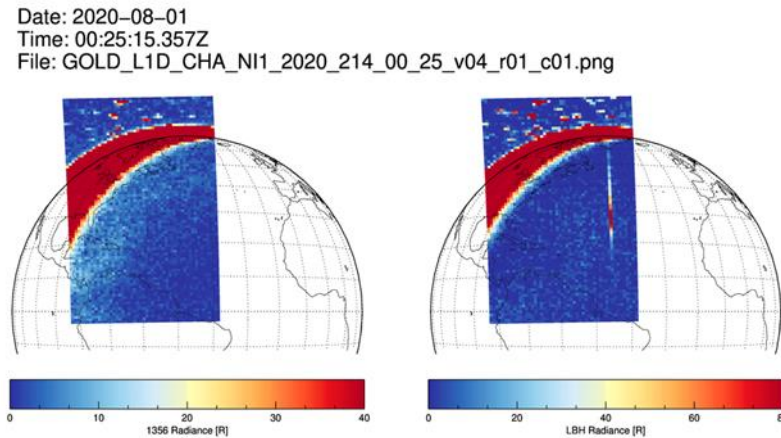 Date: 2020-08-01
Time: 00:25:15.357Z
File: GOLD_L1D_CHA_NI1_2020_214_00_25_v04_r01_c01.png
0 10 20 30 40
1356 Radiance [R]
0 20 40 60 8
LBH Radiance [R]